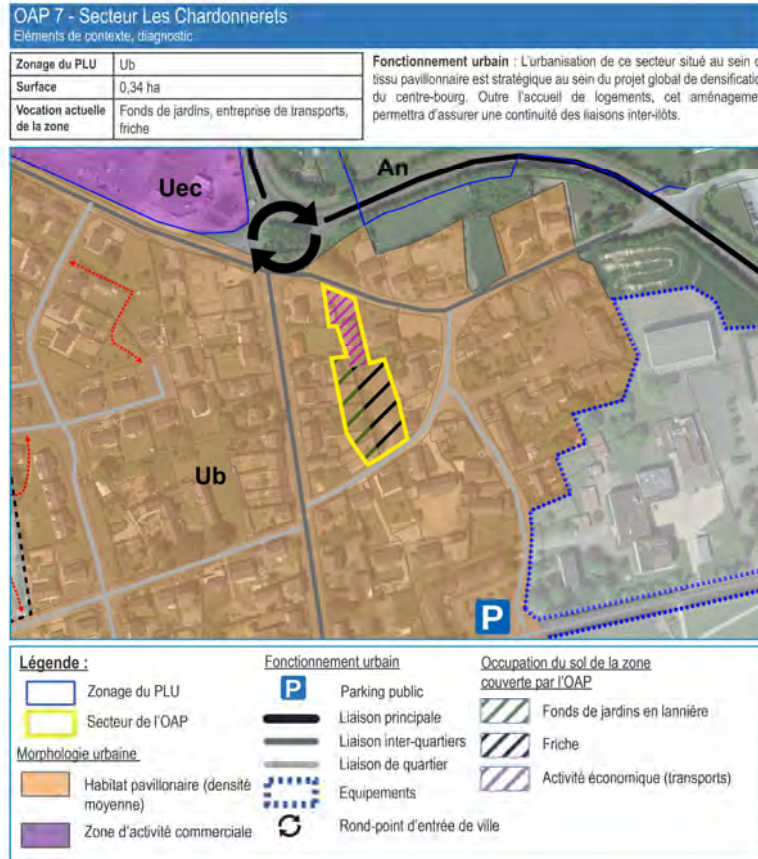 OAP 7 - Secteur Les Chardonnerets
Eléments de contexte, diagnostic
Zonage du PLU Ub
Surface 0,34 ha
Vocation actuelle de la zone Fonds de jardins, entreprise de transports, friche
Fonctionnement urbain : L'urbanisation de ce secteur situé au sein
tissu pavillonnaire est stratégique au sein du projet global de
du centre-bourg. Outre l'accueil de logements, cet
permettra d'assurer une continuité des liaisons inter-ilôts.
Uec
An
Ub
P
Légende :
Zonage du PLU
Secteur de l'OAP
Morphologie urbaine
Habitat pavillonaire (densité
moyenne)
Zone d'activité commerciale
Fonctionnement urbain
P Parking public
Liaison principale
Liaison inter-quartiers
Liaison de quartier
Equipements
Rond-point d'entrée de ville
Occupation du sol de la zone
couverte par l'OAP
Fonds de jardins en lannière
Friche
Activité économique (transports)